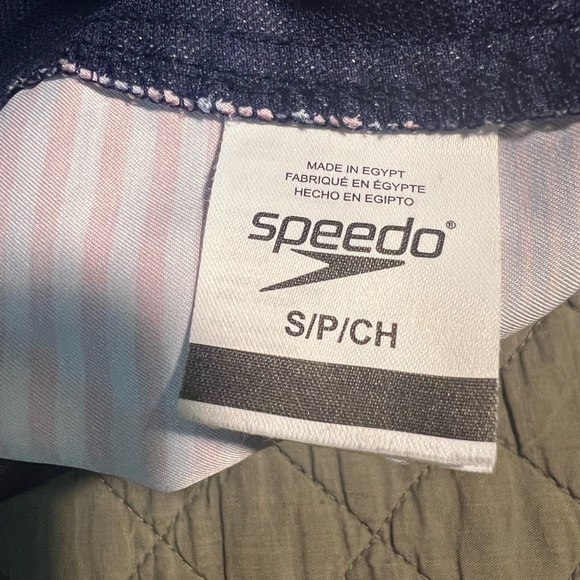 MADE IN EGYPT
FABRIQUÉ EN ÉGYPTE
HECHO EN EGIPTO
speedo®
S/P/CH